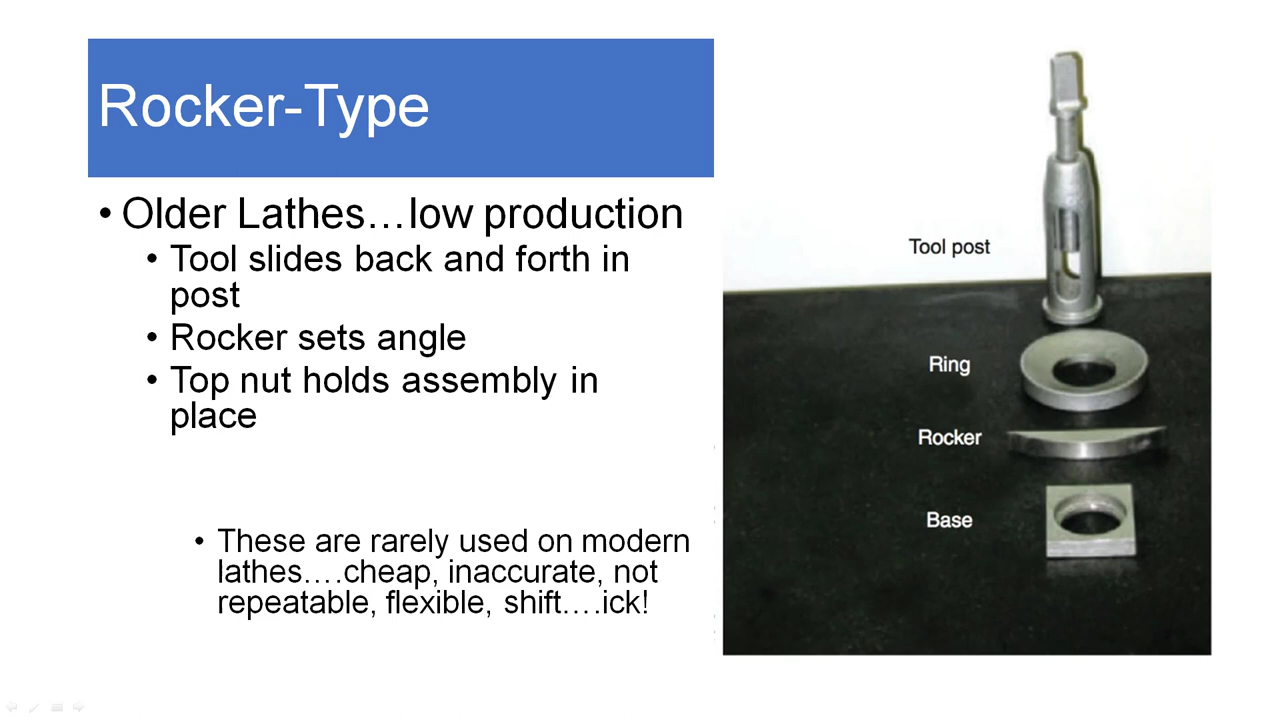 Rocker-Type
• Older Lathes…low production
• Tool slides back and forth in
post
• Rocker sets angle
• Top nut holds assembly in
place
• These are rarely used on modern
lathes….cheap, inaccurate, not
repeatable, flexible, shift….ick!
Tool post
Ring
Rocker
Base